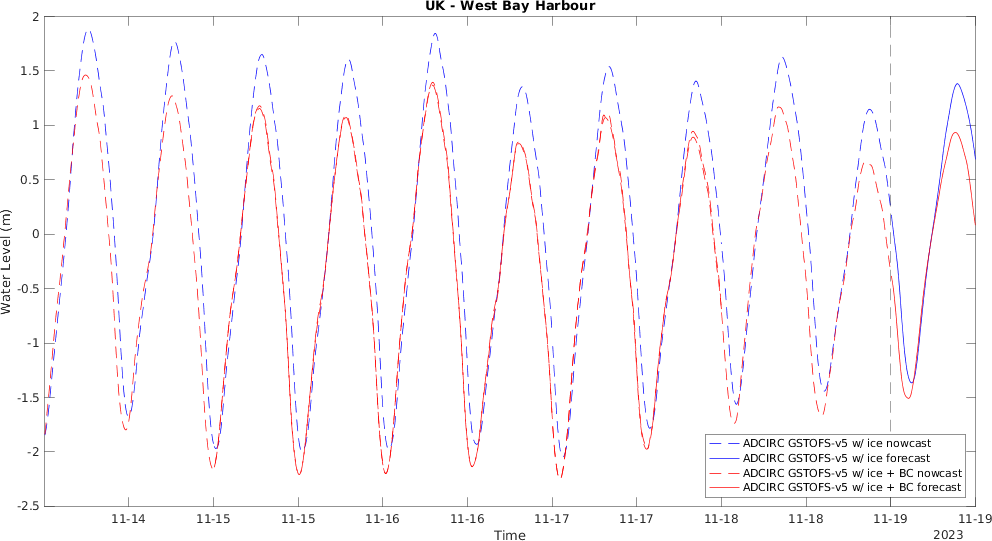 UK - West Bay Harbour
2
1.5
1
0.5
0
-0.5
-1
-1.5
-2
-2.5
Water Level (m)
11-14 11-15 11-15 11-16 11-16 11-17 11-17 11-18 11-18 11-19 11-19
Time
2023
ADCIRC GSTOFS-v5 w/ ice nowcast
ADCIRC GSTOFS-v5 w/ ice forecast
ADCIRC GSTOFS-v5 w/ ice + BC nowcast
ADCIRC GSTOFS-v5 w/ ice + BC forecast